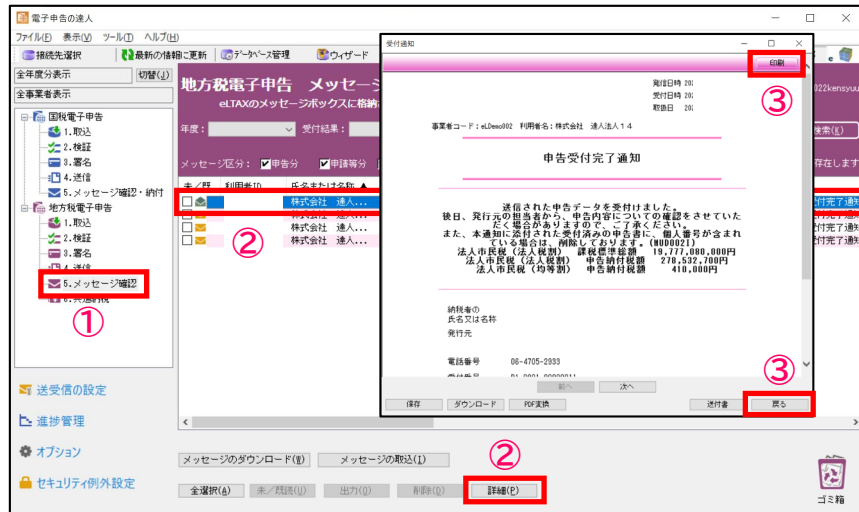 電子申告の達人
ファイル(F) 表示(V) ツール(T) ヘルプ(H)
接続先選択 最新の情報に更新 データベース管理 ウィザード
全年度分表示 切替(J)
全事業者表示
国税電子申告
1.取込
2.検証
3.署名
4.送信
5.メッセージ確認・納付
地方税電子申告
1.取込
2.検証
3.署名
4.送信
5.メッセージ確認
①
送受信の設定
進捗管理
オプション
セキュリティ例外設定
地方税電子申告 メッセー
eLTAXのメッセージボックスに格納
年度： 受付結果：
検索(K)
メッセージ区分： 申告分 申請等分
存在します
未/既 利用者ID 氏名または名称 ▲
株式会社 達人...
株式会社 達人...
株式会社 達人...
付完了通知
付完了通知
付完了通知
②
受付通知
印刷
③
発信日時 20
受付日時 20
取扱日 20
事業者コード：eLDemo002 利用者名：株式会社 達人法人１４
申告受付完了通知
送信された申告データを受付けました。
後日、発行元の担当者から、申告内容についての確認をさせていた
だく場合がありますので、ご了承ください。
また、本通知に添付された受付済みの申告書に、個人番号が含まれ
ている場合は、削除しております。(MUD0021)
法人市民税（法人税割） 課税標準総額 19,777,080,000円
法人市民税（法人税割） 申告納付税額 278,532,700円
法人市民税（均等割） 申告納付税額 410,000円
納税者の
氏名又は名称
発行元
電話番号 06-4705-2933
前へ 次へ
③
保存 ダウンロード PDF変換 送付書 戻る
メッセージのダウンロード(W) メッセージの取込(I)
②
全選択(A) 未/既読(U) 出力(O) 削除(D) 詳細(P)
ゴミ箱